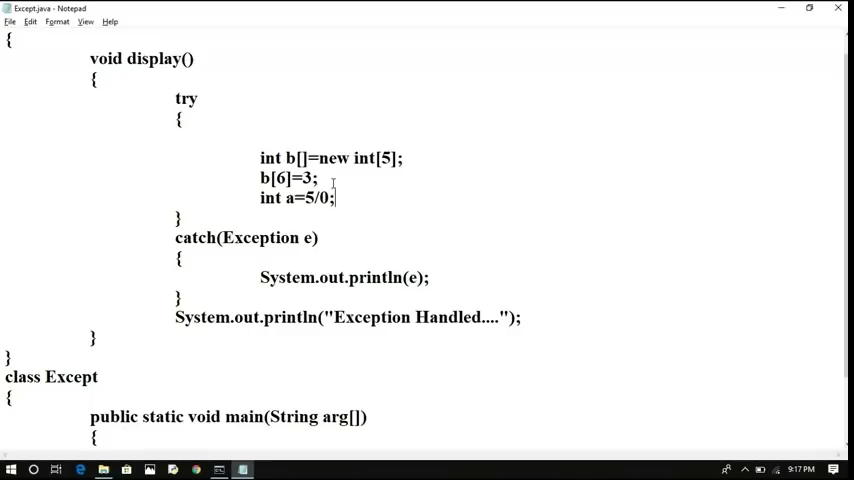 Except.java - Notepad
File Edit Format View Help
{
void display()
{
try
{
int b[]=new int[5];
b[6]=3;
int a=5/0;
}
catch(Exception e)
{
System.out.println(e);
}
System.out.println("Exception Handled....");
}
}
class Except
{
public static void main(String arg[])
{
9:17 PM